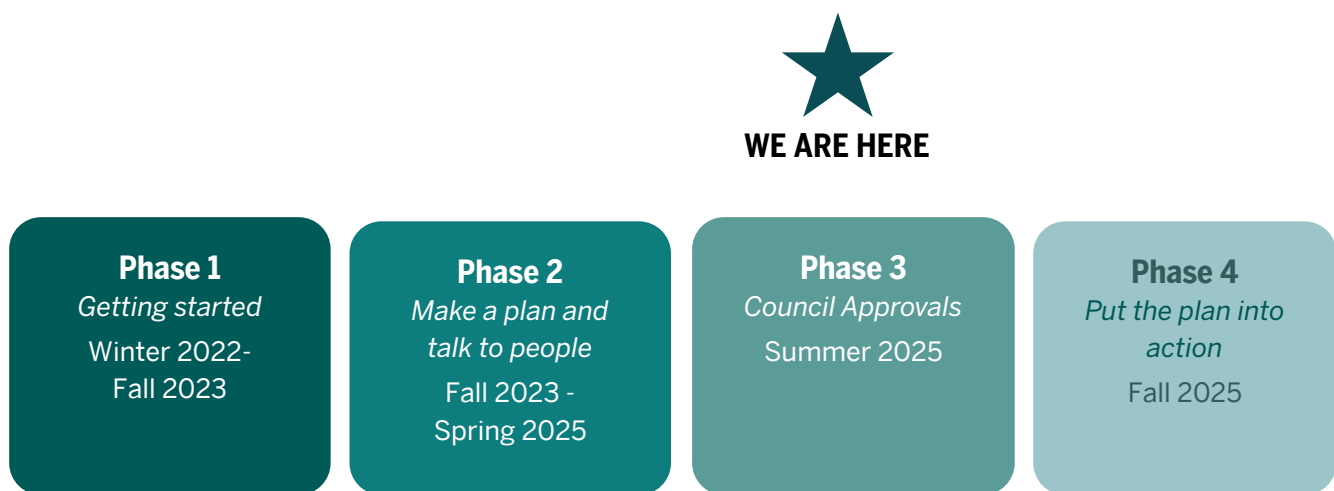 WE ARE HERE
Phase 1
Getting started
Winter 2022-
Fall 2023
Phase 2
Make a plan and
talk to people
Fall 2023 -
Spring 2025
Phase 3
Council Approvals
Summer 2025
Phase 4
Put the plan into
action
Fall 2025